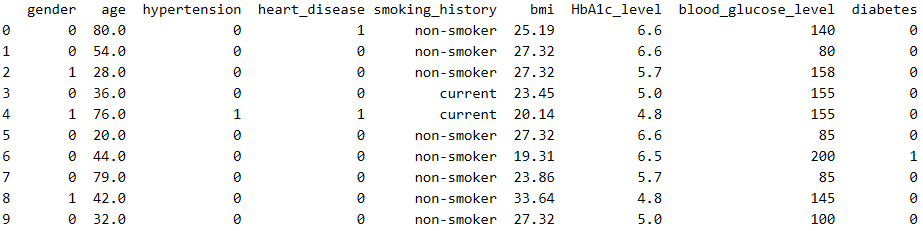 gender age hypertension heart_disease smoking_history bmi HbA1c_level blood_glucose_level diabetes
0 0 80.0 0 1 non-smoker 25.19 6.6 140 0
1 0 54.0 0 0 non-smoker 27.32 6.6 80 0
2 1 28.0 0 0 non-smoker 27.32 5.7 158 0
3 0 36.0 0 0 current 23.45 5.0 155 0
4 1 76.0 1 1 current 20.14 4.8 155 0
5 0 20.0 0 0 non-smoker 27.32 6.6 85 0
6 0 44.0 0 0 non-smoker 19.31 6.5 200 1
7 0 79.0 0 0 non-smoker 23.86 5.7 85 0
8 1 42.0 0 0 non-smoker 33.64 4.8 145 0
9 0 32.0 0 0 non-smoker 27.32 5.0 100 0